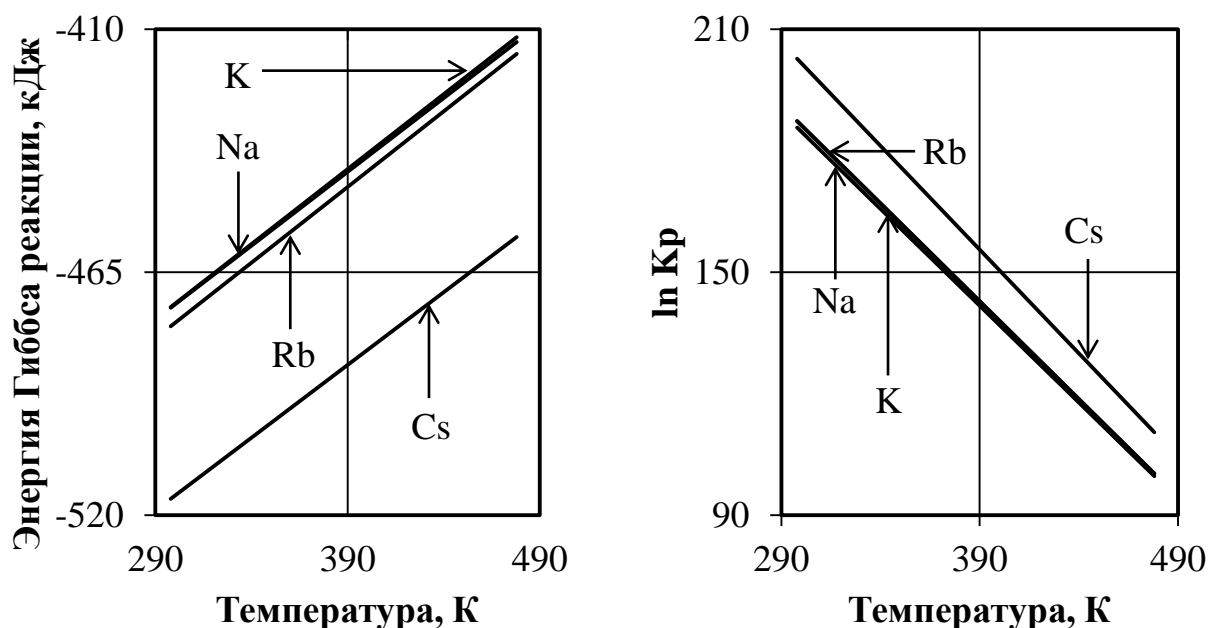 Энергия Гиббса реакции, кДж
-410
-465
-520
290
390
490
K
Na
Rb
Cs
Температура, К
ln Kp
210
150
90
290
390
490
Rb
Na
K
Cs
Температура, К